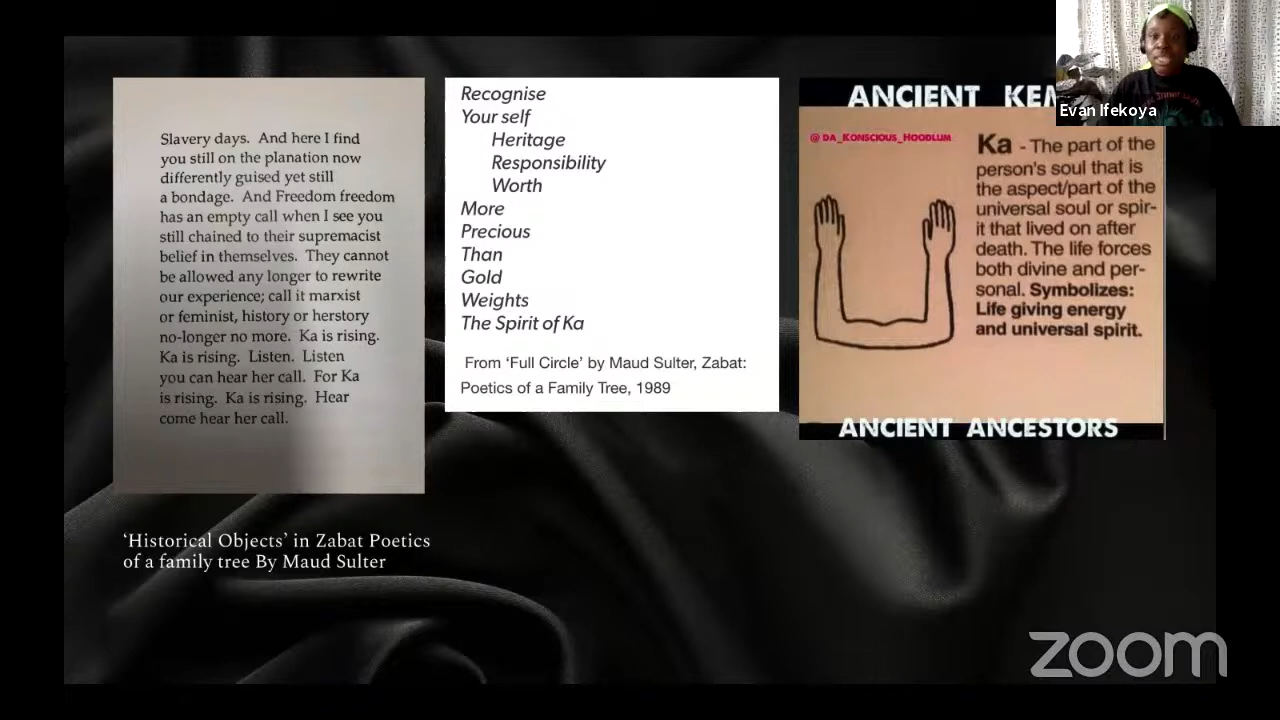 Slavery days. And here I find
you still on the planation now
differently guised yet still
a bondage. And Freedom freedom
has an empty call when I see you
still chained to their supremacist
belief in themselves. They cannot
be allowed any longer to rewrite
our experience; call it marxist
or feminist, history or herstory
no-longer no more. Ka is rising.
Ka is rising. Listen. Listen
you can hear her call. For Ka
is rising. Ka is rising. Hear
come hear her call.
'Historical Objects' in Zabat Poetics
of a family tree By Maud Sulter
Recognise
Your self
Heritage
Responsibility
Worth
More
Precious
Than
Gold
Weights
The Spirit of Ka
From 'Full Circle' by Maud Sulter, Zabat:
Poetics of a Family Tree, 1989
ANCIENT
@ DA_KONSCIOUS_HOODLUM
Ka - The part of the
person's soul that is
the aspect/part of the
universal soul or spir-
it that lived on after
death. The life forces
both divine and per-
sonal. Symbolizes:
Life giving energy
and universal spirit.
ANCIENT ANCESTORS
Evan Ifekoya
zoom